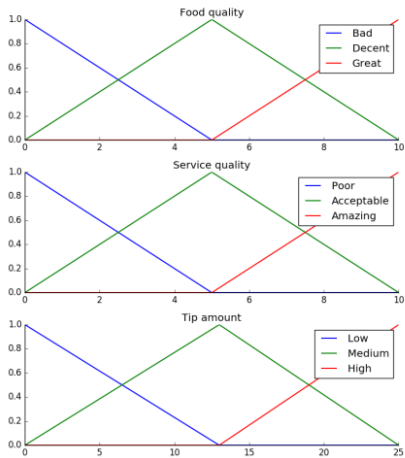 Food quality
1.0
0.8
0.6
0.4
0.2
0.0
Bad
Decent
Great
0 2 4 6 8 10
Service quality
1.0
0.8
0.6
0.4
0.2
0.0
Poor
Acceptable
Amazing
0 2 4 6 8 10
Tip amount
1.0
0.8
0.6
0.4
0.2
0.0
Low
Medium
High
0 5 10 15 20 25